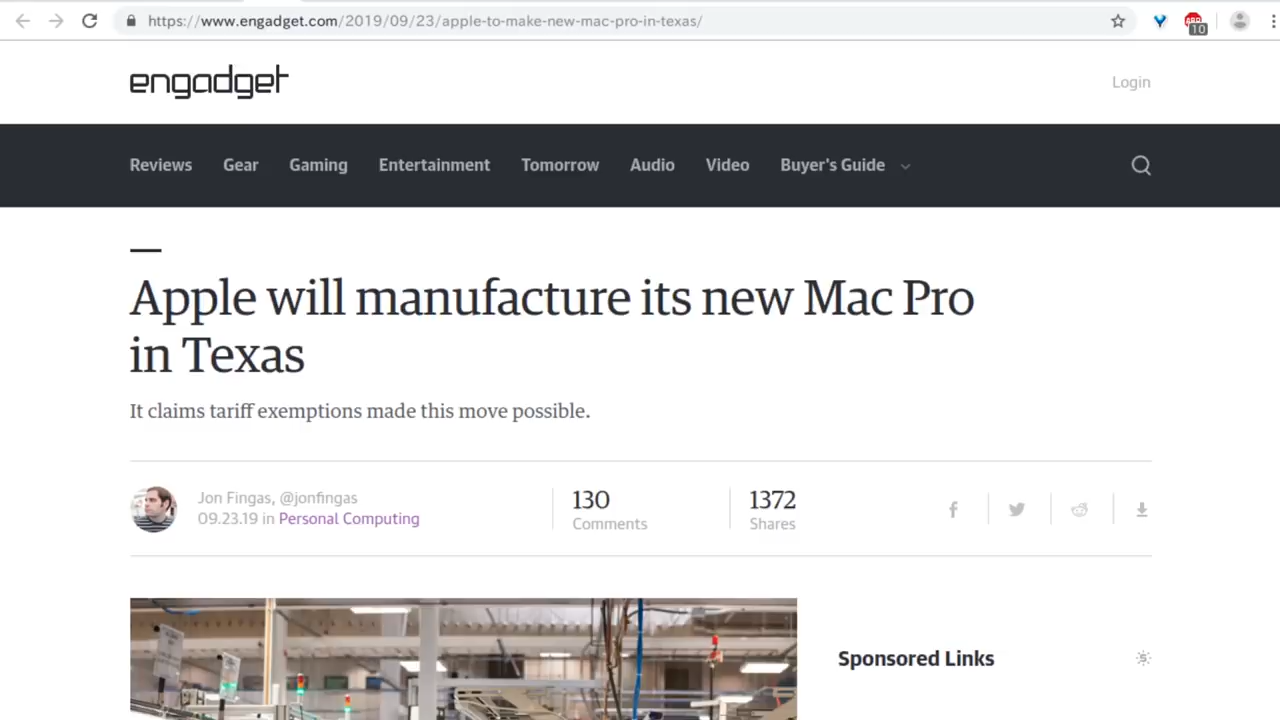 https://www.engadget.com/2019/09/23/apple-to-make-new-mac-pro-in-texas/
10
engadget
Login
Reviews Gear Gaming Entertainment Tomorrow Audio Video Buyer's Guide
Apple will manufacture its new Mac Pro
in Texas
It claims tariff exemptions made this move possible.
Jon Fingas, @jonfingas
09.23.19 in Personal Computing
130
Comments
1372
Shares
Sponsored Links